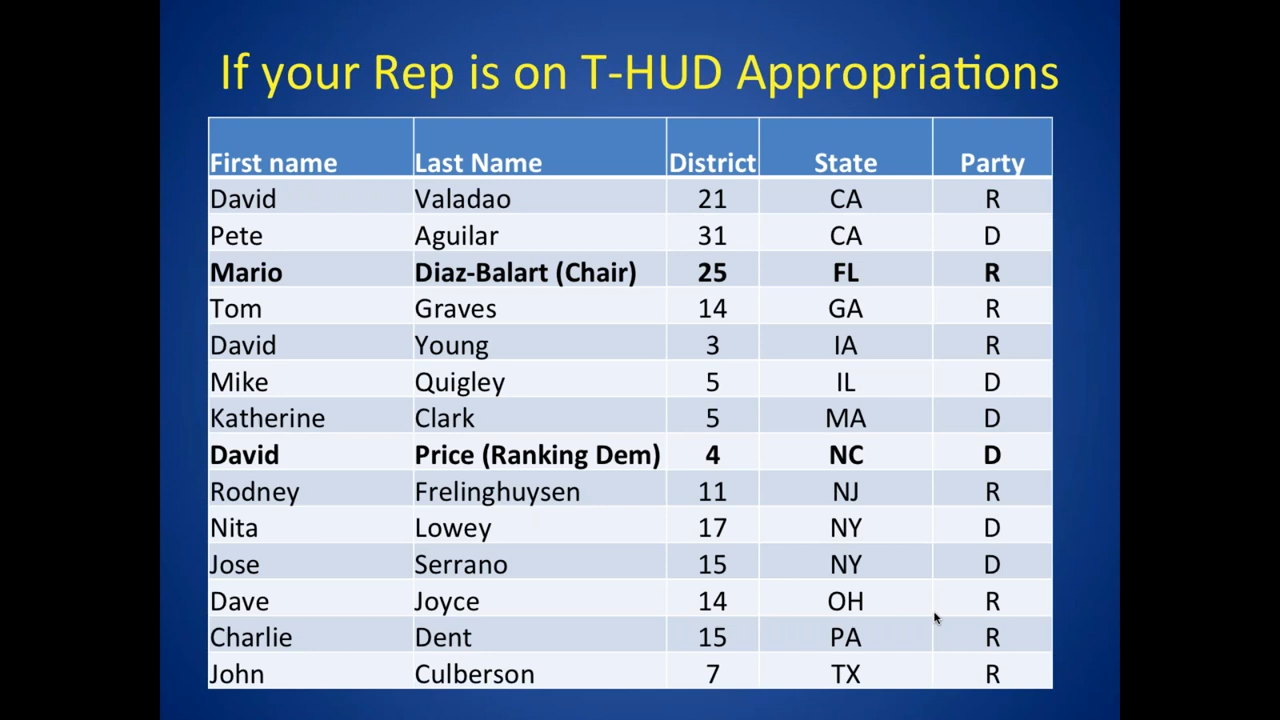 If your Rep is on T-HUD Appropriations
First name Last Name District State Party
David Valadao 21 CA R
Pete Aguilar 31 CA D
Mario Diaz-Balart (Chair) 25 FL R
Tom Graves 14 GA R
David Young 3 IA R
Mike Quigley 5 IL D
Katherine Clark 5 MA D
David Price (Ranking Dem) 4 NC D
Rodney Frelinghuysen 11 NJ R
Nita Lowey 17 NY D
Jose Serrano 15 NY D
Dave Joyce 14 OH R
Charlie Dent 15 PA R
John Culberson 7 TX R